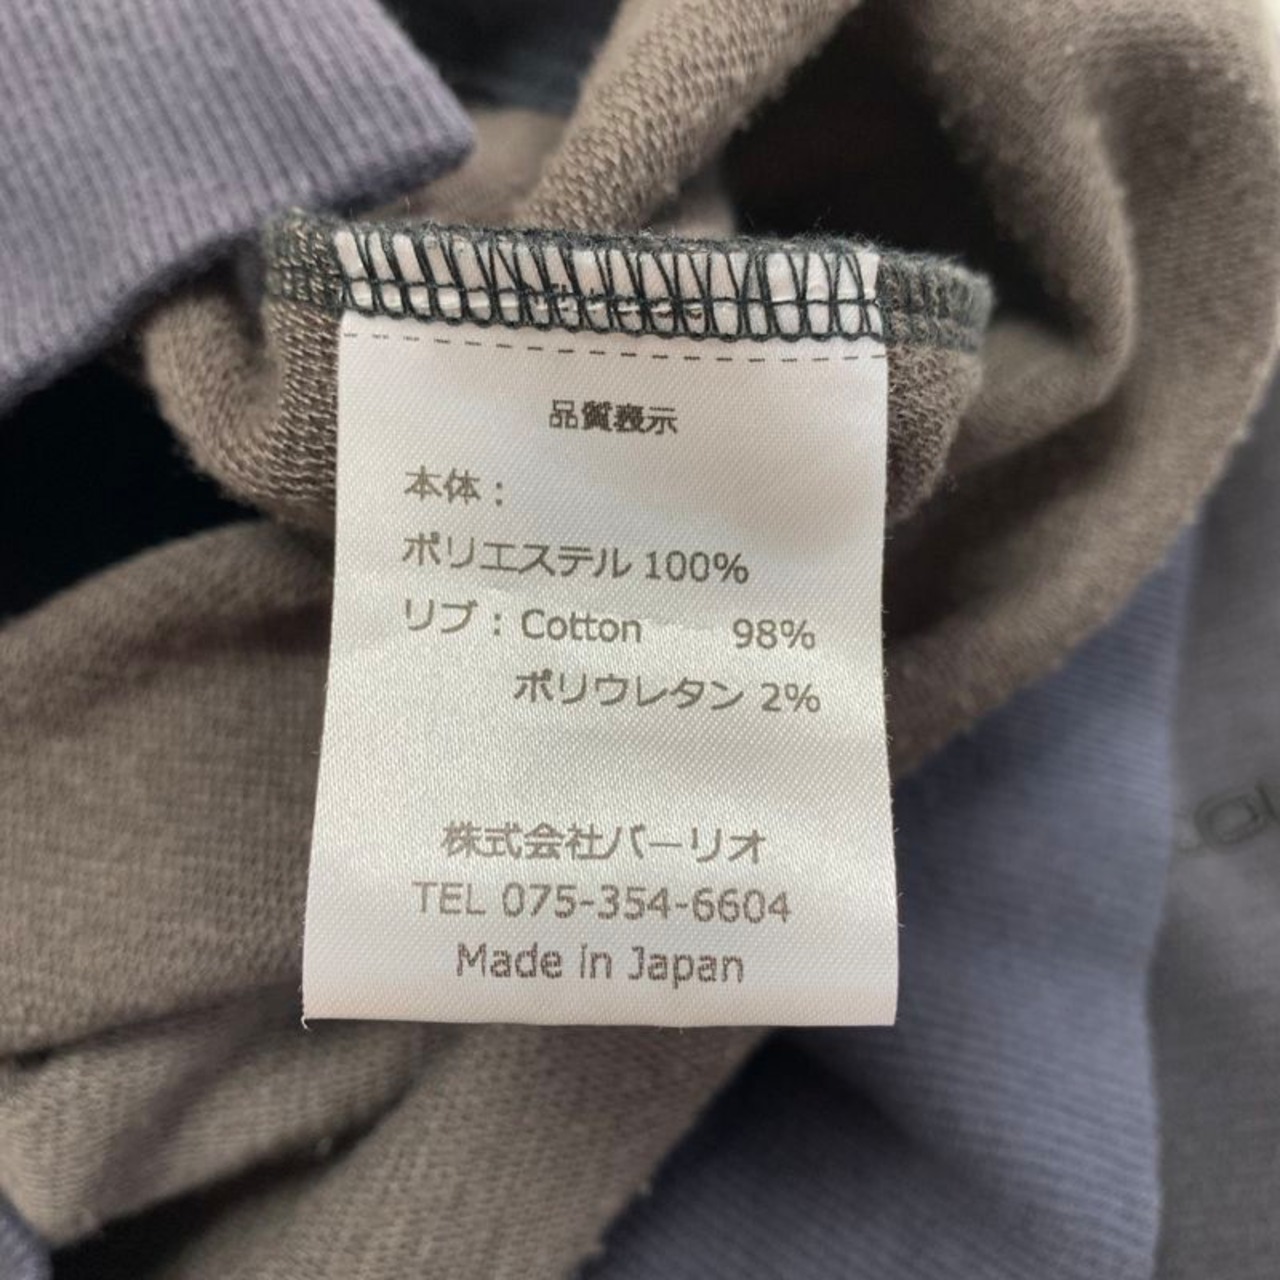 品質表示
本体：
ポリエステル 100%
リブ：Cotton 98%
ポリウレタン 2%
株式会社バーリオ
TEL 075-354-6604
Made in Japan